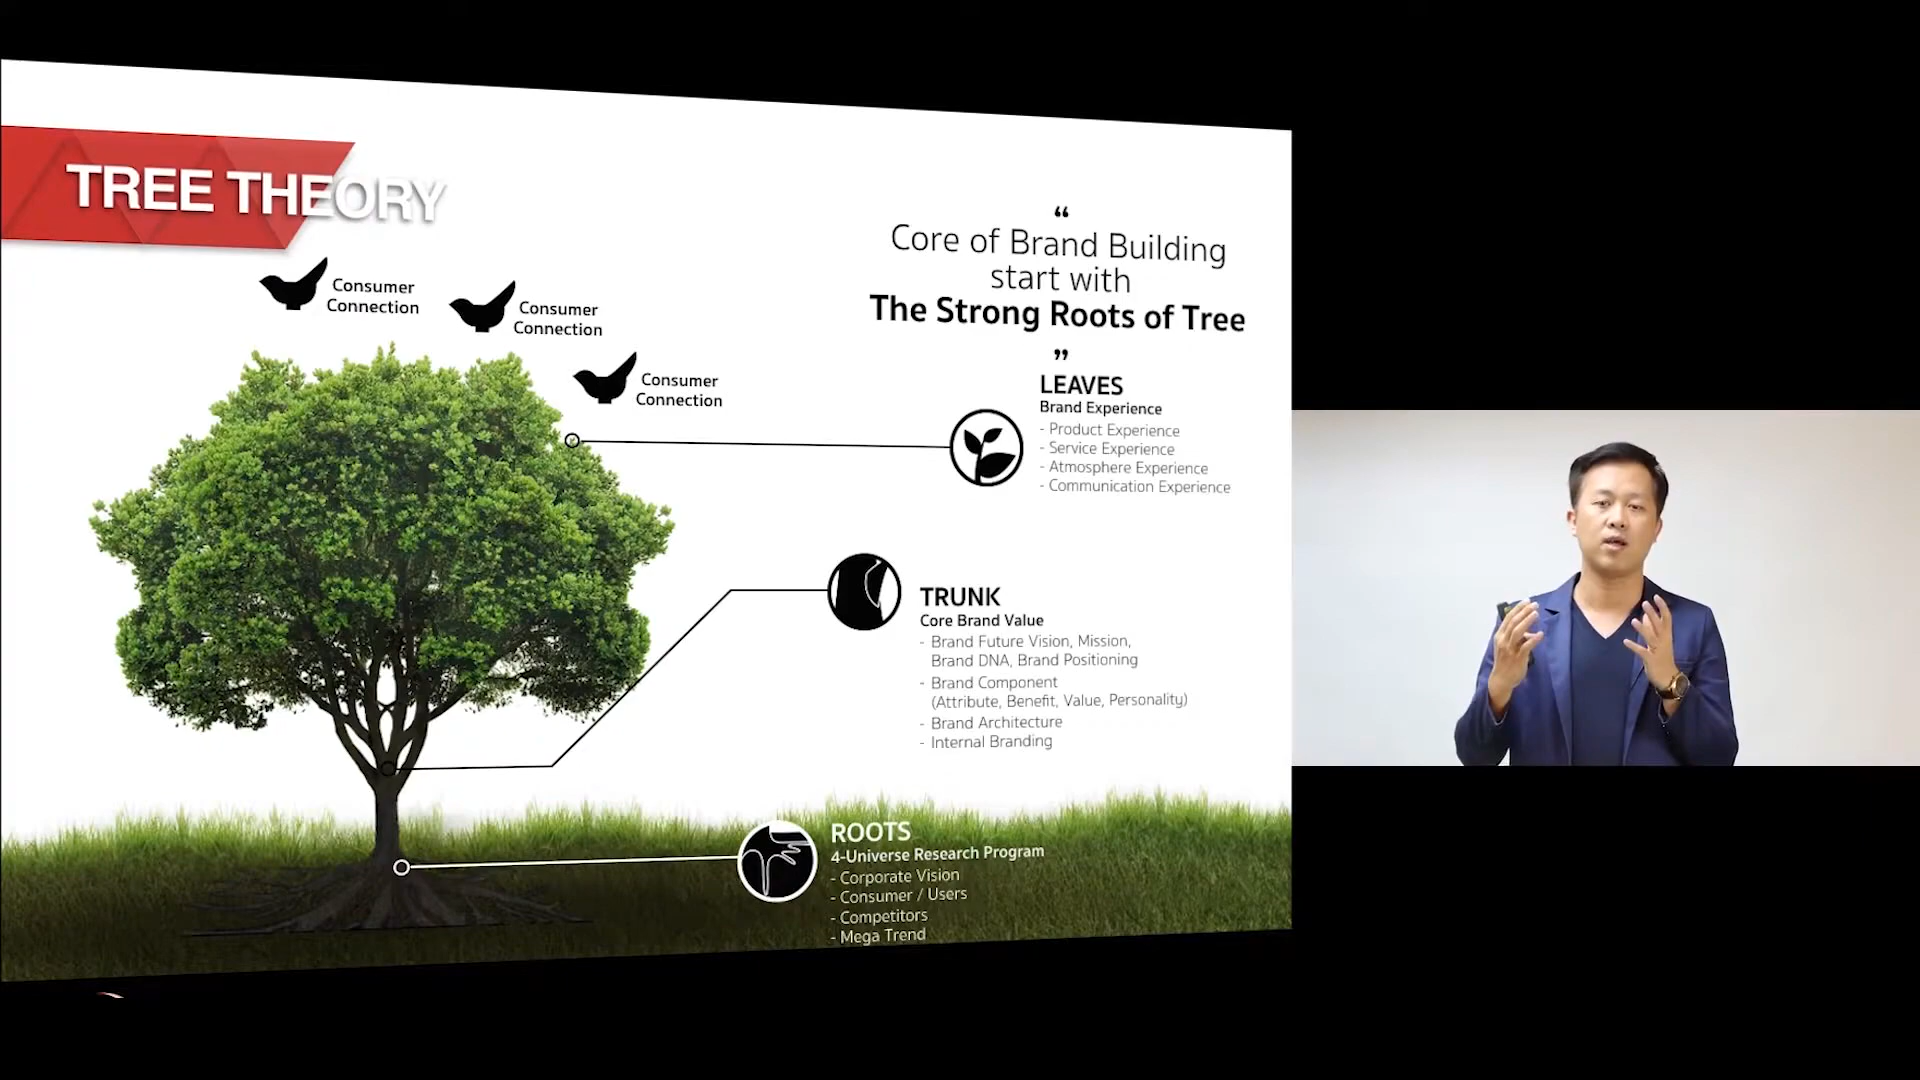 TREE THEORY
Consumer
Connection
Consumer
Connection
Consumer
Connection
“
Core of Brand Building
start with
The Strong Roots of Tree
”
LEAVES
Brand Experience
- Product Experience
- Service Experience
- Atmosphere Experience
- Communication Experience
TRUNK
Core Brand Value
- Brand Future Vision, Mission,
Brand DNA, Brand Positioning
- Brand Component
(Attribute, Benefit, Value, Personality)
- Brand Architecture
- Internal Branding
ROOTS
4-Universe Research Program
- Corporate Vision
- Consumer / Users
- Competitors
- Mega Trend